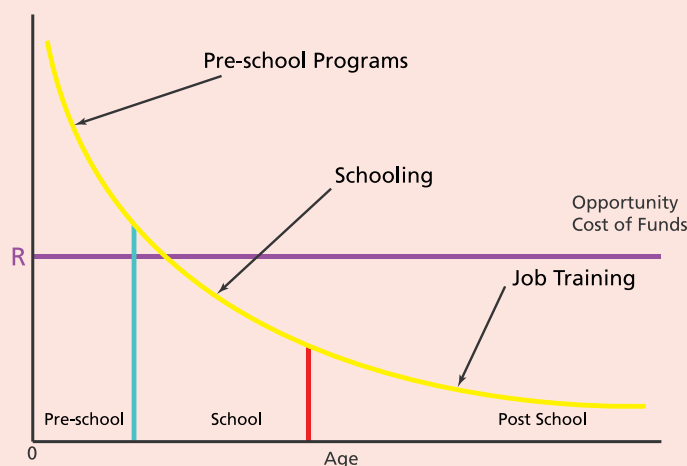 Pre-school Programs
Schooling
Opportunity
Cost of Funds
R
Job Training
Pre-school
School
Post School
0
Age